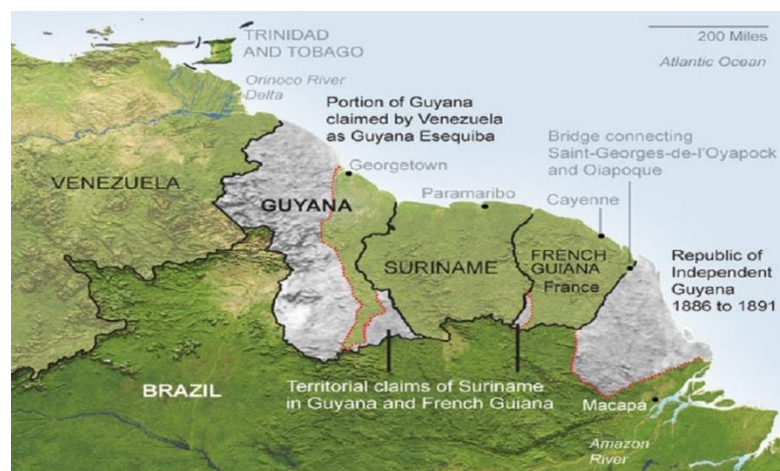 TRINIDAD
AND TOBAGO
200 Miles
Atlantic Ocean
Orinoco River
Delta
Portion of Guyana
claimed by Venezuela
as Guyana Esequiba
Bridge connecting
Saint-Georges-de-l'Oyapock
and Oiapoque
Georgetown
VENEZUELA
Paramaribo
Cayenne
GUYANA
SURINAME
FRENCH
GUIANA
France
Republic of
Independent
Guyana
1886 to 1891
BRAZIL
Territorial claims of Suriname
in Guyana and French Guiana
Macapá
Amazon
River